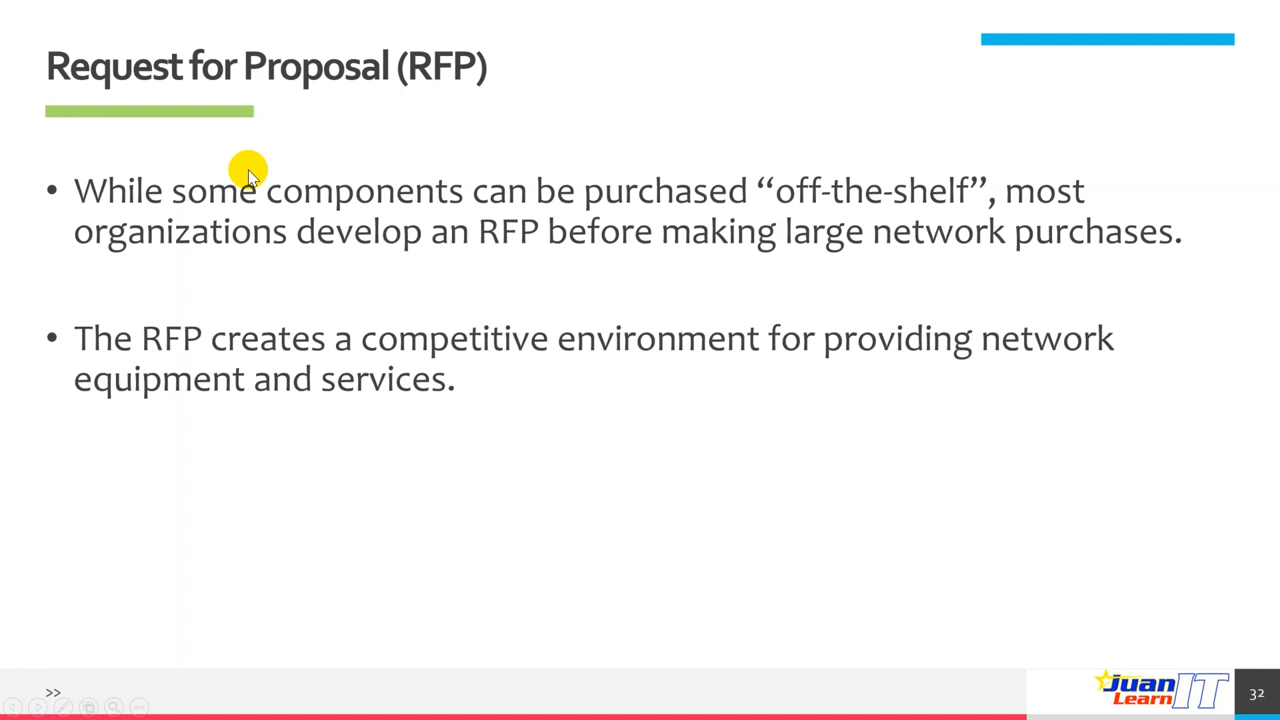 Request for Proposal (RFP)
• While some components can be purchased “off-the-shelf”, most
organizations develop an RFP before making large network purchases.
• The RFP creates a competitive environment for providing network
equipment and services.
>>
Juan
Learn
IT
32